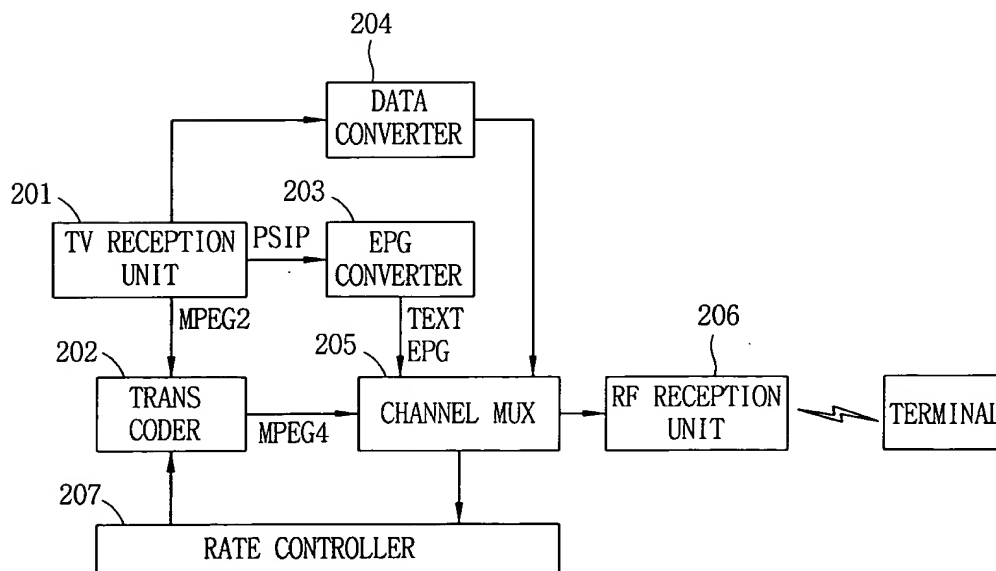 204
DATA
CONVERTER
201
203
TV RECEPTION
UNIT
PSIP
EPG
CONVERTER
MPEG2
TEXT
EPG
202
205
206
TRANS
CODER
MPEG4
CHANNEL MUX
RF RECEPTION
UNIT
TERMINAL
207
RATE CONTROLLER